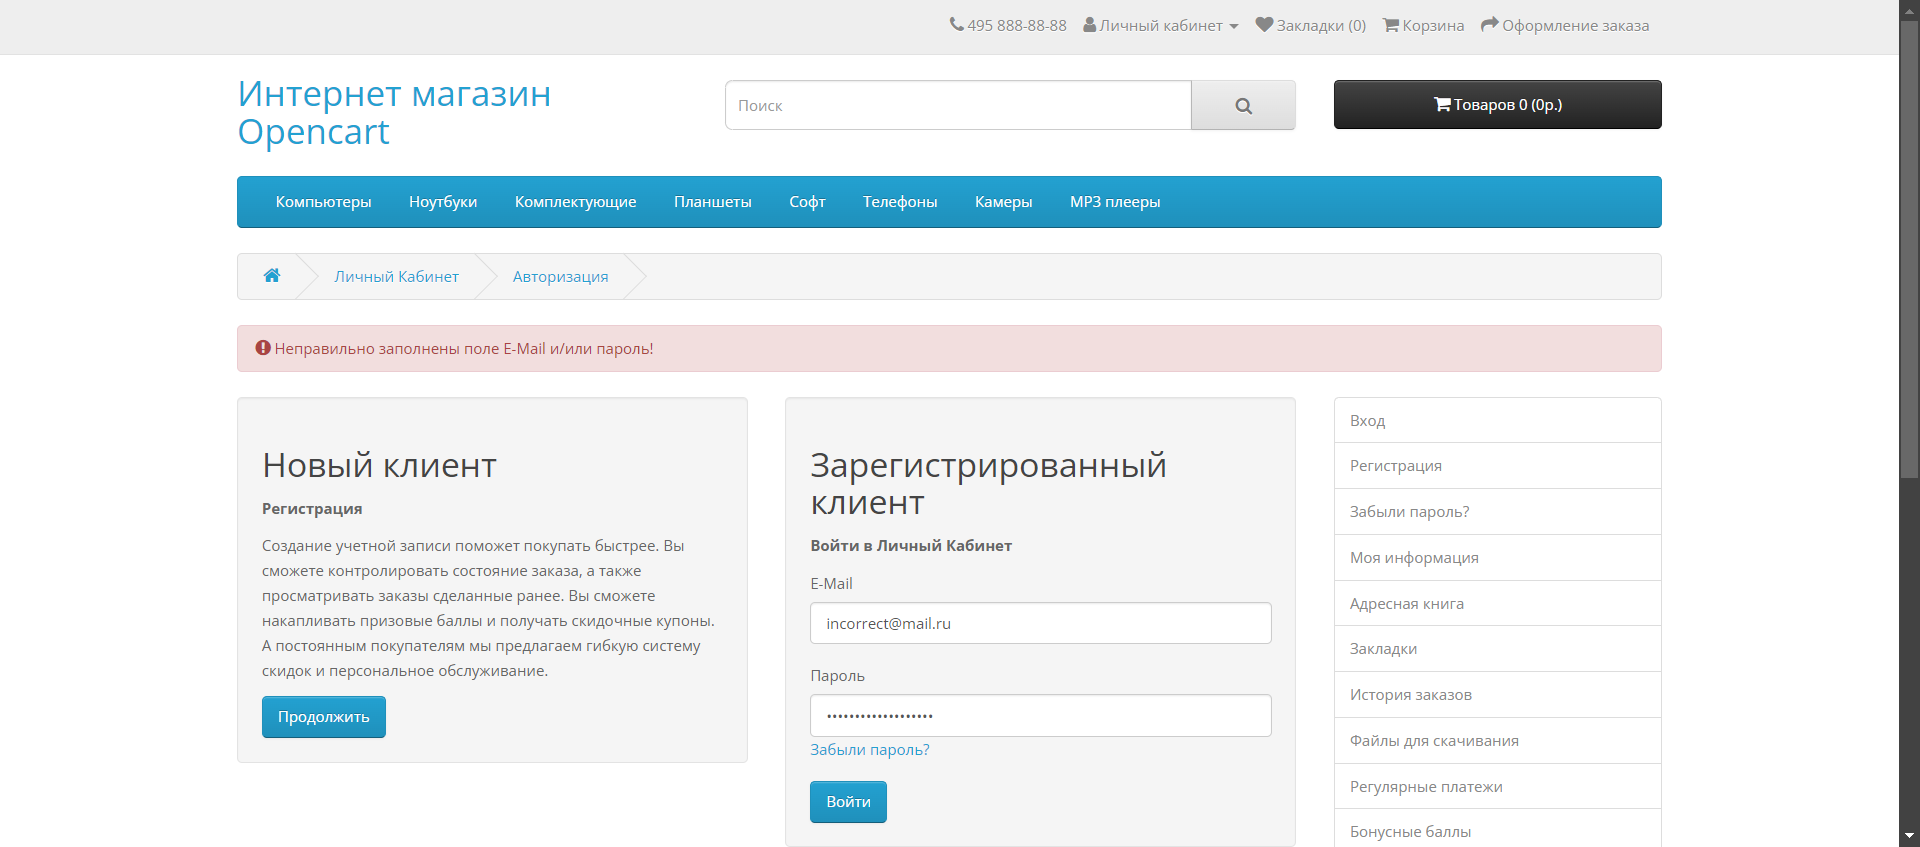 495 888-88-88 Личный кабинет Закладки (0) Корзина Оформление заказа
Интернет магазин
Opencart
Поиск
Товаров 0 (0р.)
Компьютеры Ноутбуки Комплектующие Планшеты Софт Телефоны Камеры MP3 плееры
Личный Кабинет Авторизация
Неправильно заполнены поле E-Mail и/или пароль!
Новый клиент
Регистрация
Создание учетной записи поможет покупать быстрее. Вы
сможете контролировать состояние заказа, а также
просматривать заказы сделанные ранее. Вы сможете
накапливать призовые баллы и получать скидочные купоны.
А постоянным покупателям мы предлагаем гибкую систему
скидок и персональное обслуживание.
Продолжить
Зарегистрированный
клиент
Войти в Личный Кабинет
E-Mail
incorrect@mail.ru
Пароль
•••••••••••••••••••
Забыли пароль?
Войти
Вход
Регистрация
Забыли пароль?
Моя информация
Адресная книга
Закладки
История заказов
Файлы для скачивания
Регулярные платежи
Бонусные баллы